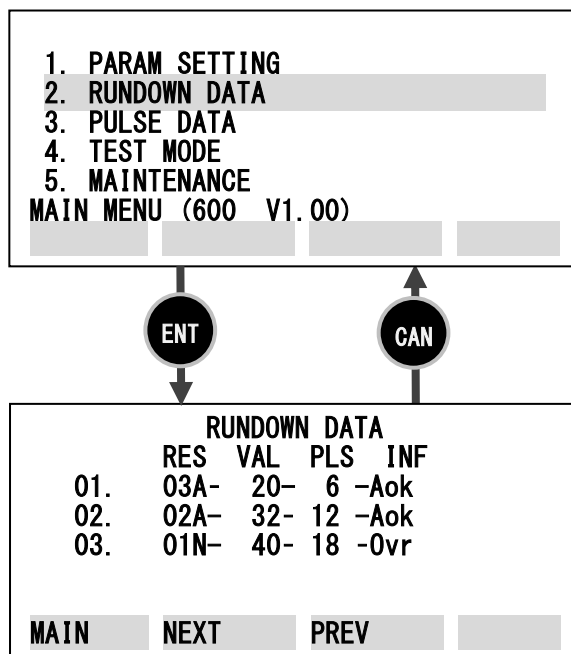 1. PARAM SETTING
2. RUNDOWN DATA
3. PULSE DATA
4. TEST MODE
5. MAINTENANCE
MAIN MENU (600 V1.00)
ENT
CAN
RUNDOWN DATA
RES VAL PLS INF
01. 03A- 20- 6 -Aok
02. 02A- 32- 12 -Aok
03. 01N- 40- 18 -Ovr
MAIN NEXT PREV